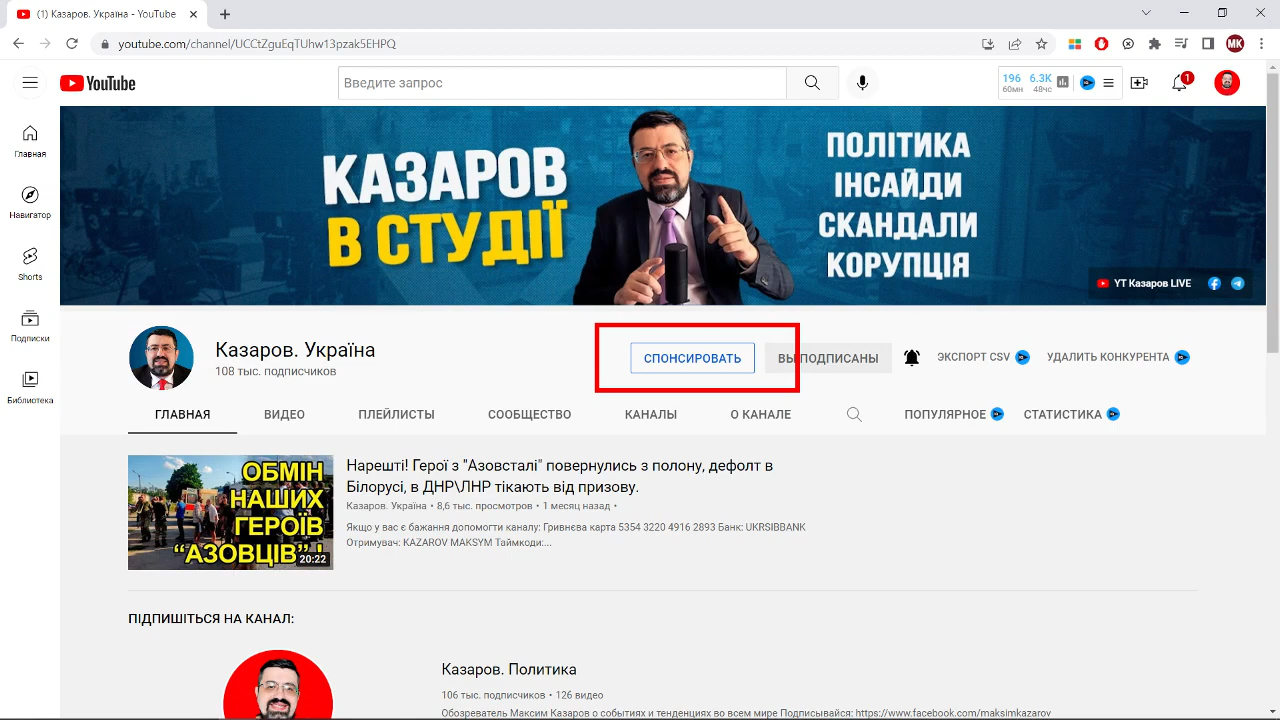 Казаров. Україна - YouTube
youtube.com/channel/UCCtZguEqTUhw13pzak5EHPQ
MK
YouTube
Введите запрос
196 6.3K
60мн 48чс
1
Главная
Навигатор
Shorts
Подписки
Библиотека
КАЗАРОВ
В СТУДІЇ
ПОЛІТИКА
ІНСАЙДИ
СКАНДАЛИ
КОРУПЦІЯ
YT Казаров LIVE
Казаров. Україна
108 тыс. подписчиков
СПОНСИРОВАТЬ
ВЫ ПОДПИСАНЫ
ЭКСПОРТ CSV
УДАЛИТЬ КОНКУРЕНТА
ГЛАВНАЯ ВИДЕО ПЛЕЙЛИСТЫ СООБЩЕСТВО КАНАЛЫ О КАНАЛЕ ПОПУЛЯРНОЕ СТАТИСТИКА
ОБМІН
НАШИХ
ГЕРОЇВ
“АЗОВЦІВ” !
20:22
Нарешті! Герої з "Азовсталі" повернулись з полону, дефолт в
Білорусі, в ДНР\ЛНР тікають від призову.
Казаров. Україна • 8,6 тыс. просмотров • 1 месяц назад •
Якщо у вас є бажання допомогти каналу: Гривнева карта 5354 3220 4916 2893 Банк: UKRSIBBANK
Отримувач: KAZAROV MAKSYM Таймкоди:...
ПІДПИШІТЬСЯ НА КАНАЛ:
Казаров. Политика
106 тыс. подписчиков • 126 видео
Обозреватель Максим Казаров о событиях и тенденциях во всем мире Подписывайся: https://www.facebook.com/maksimkazarov